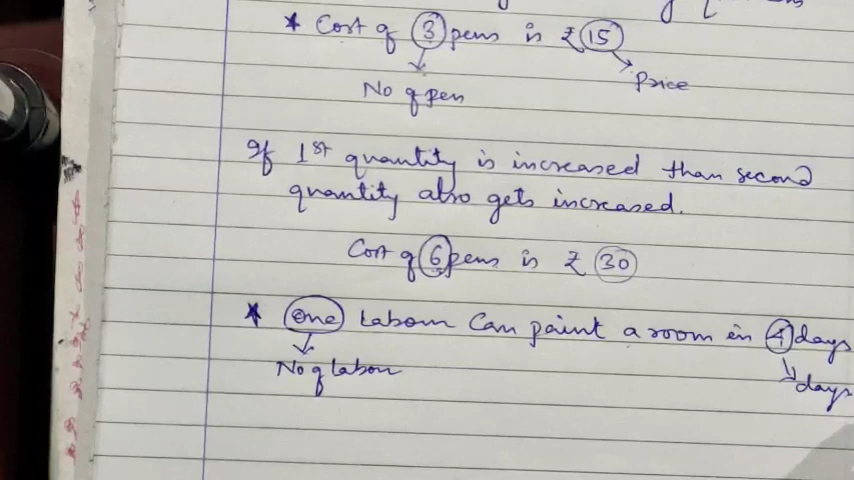 * Cost of 3 pens is ₹ 15
Price
No of pen
If 1st quantity is increased than second
quantity also gets increased.
Cost of 6 pens is ₹ 30
* One labour Can paint a room in 4 days
No of labour
days